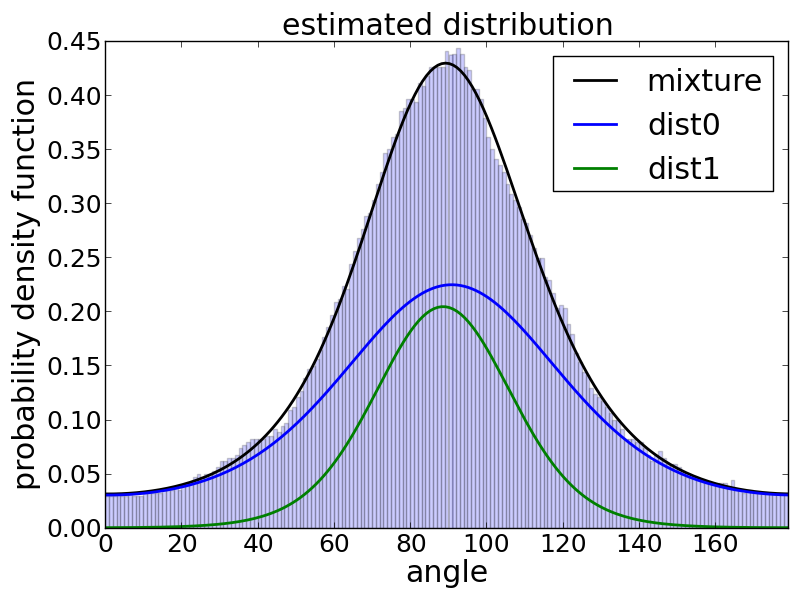 estimated distribution
probability density function
0.45
0.40
0.35
0.30
0.25
0.20
0.15
0.10
0.05
0.00
mixture
dist0
dist1
0 20 40 60 80 100 120 140 160
angle